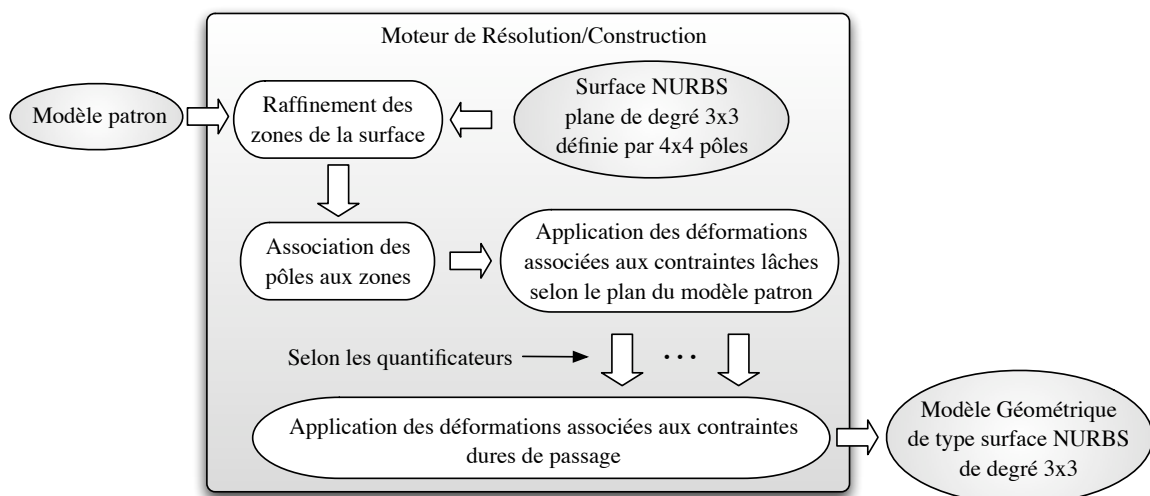 Moteur de Résolution/Construction
Modèle patron
Raffinement des
zones de la surface
Surface NURBS
plane de degré 3x3
définie par 4x4 pôles
Association des
pôles aux zones
Application des déformations
associées aux contraintes lâches
selon le plan du modèle patron
Selon les quantificateurs
...
Application des déformations associées aux contraintes
dures de passage
Modèle Géométrique
de type surface NURBS
de degré 3x3